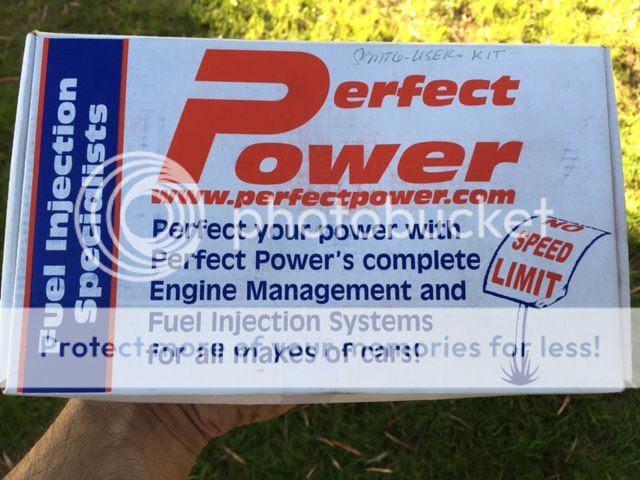 SMT6-USER-KIT
Perfect
Power
www.perfectpower.com
Fuel Injection
Specialists
Perfect your power with
Perfect Power's complete
Engine Management and
Fuel Injection Systems
for all makes of cars!
NO
SPEED
LIMIT
photobucket
Protect more of your memories for less!